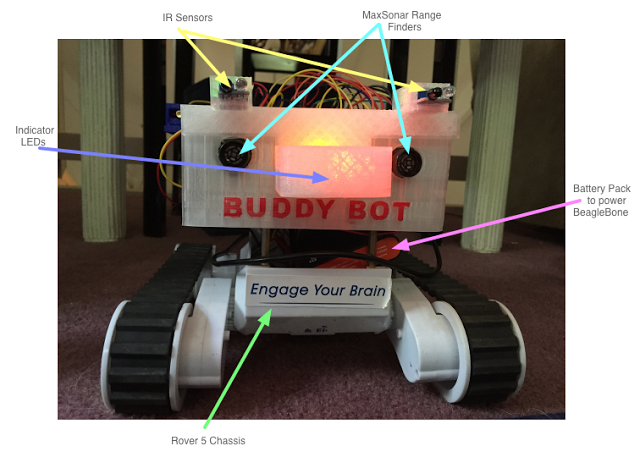 IR Sensors
MaxSonar Range
Finders
Indicator
LEDs
BUDDY BOT
Battery Pack
to power
BeagleBone
Engage Your Brain
Rover 5 Chassis